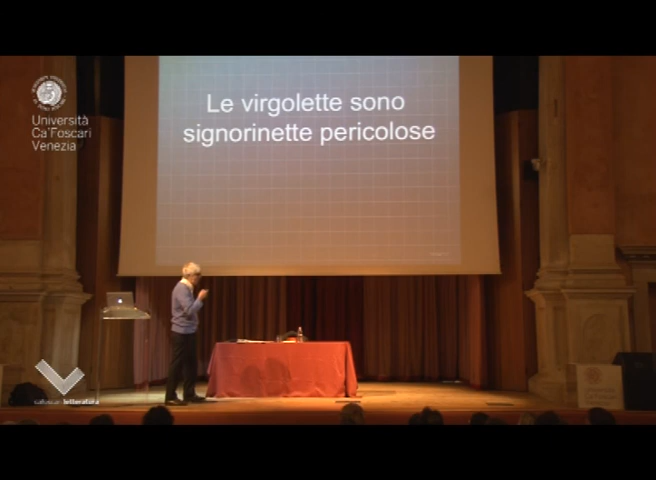 Le virgolette sono
signorinette pericolose
Università
Ca'Foscari
Venezia
letteratura